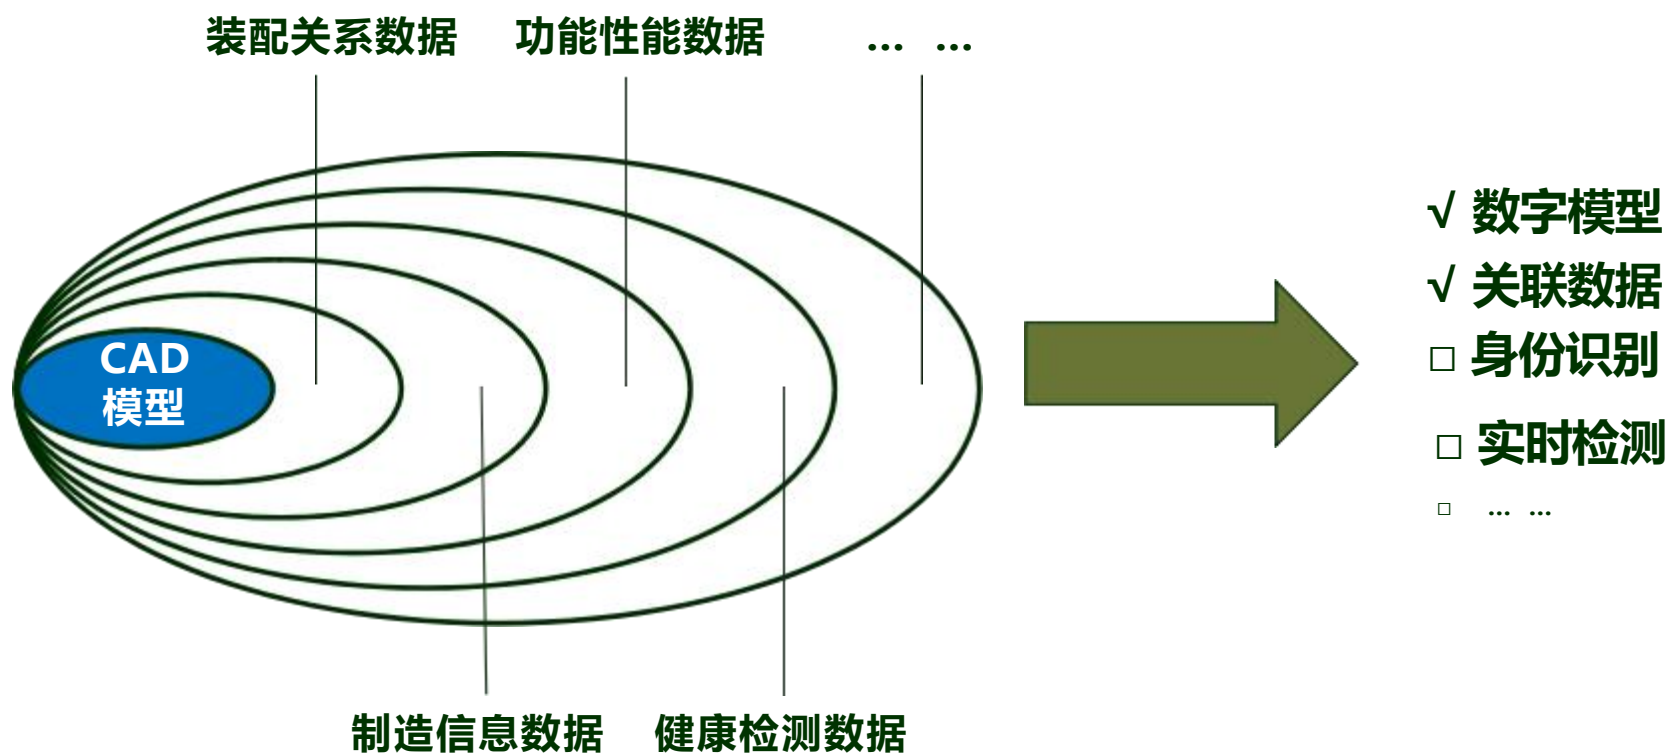 装配关系数据
功能性能数据
... ...
CAD
模型
制造信息数据
健康检测数据
√ 数字模型
√ 关联数据
□ 身份识别
□ 实时检测
□ ... ...